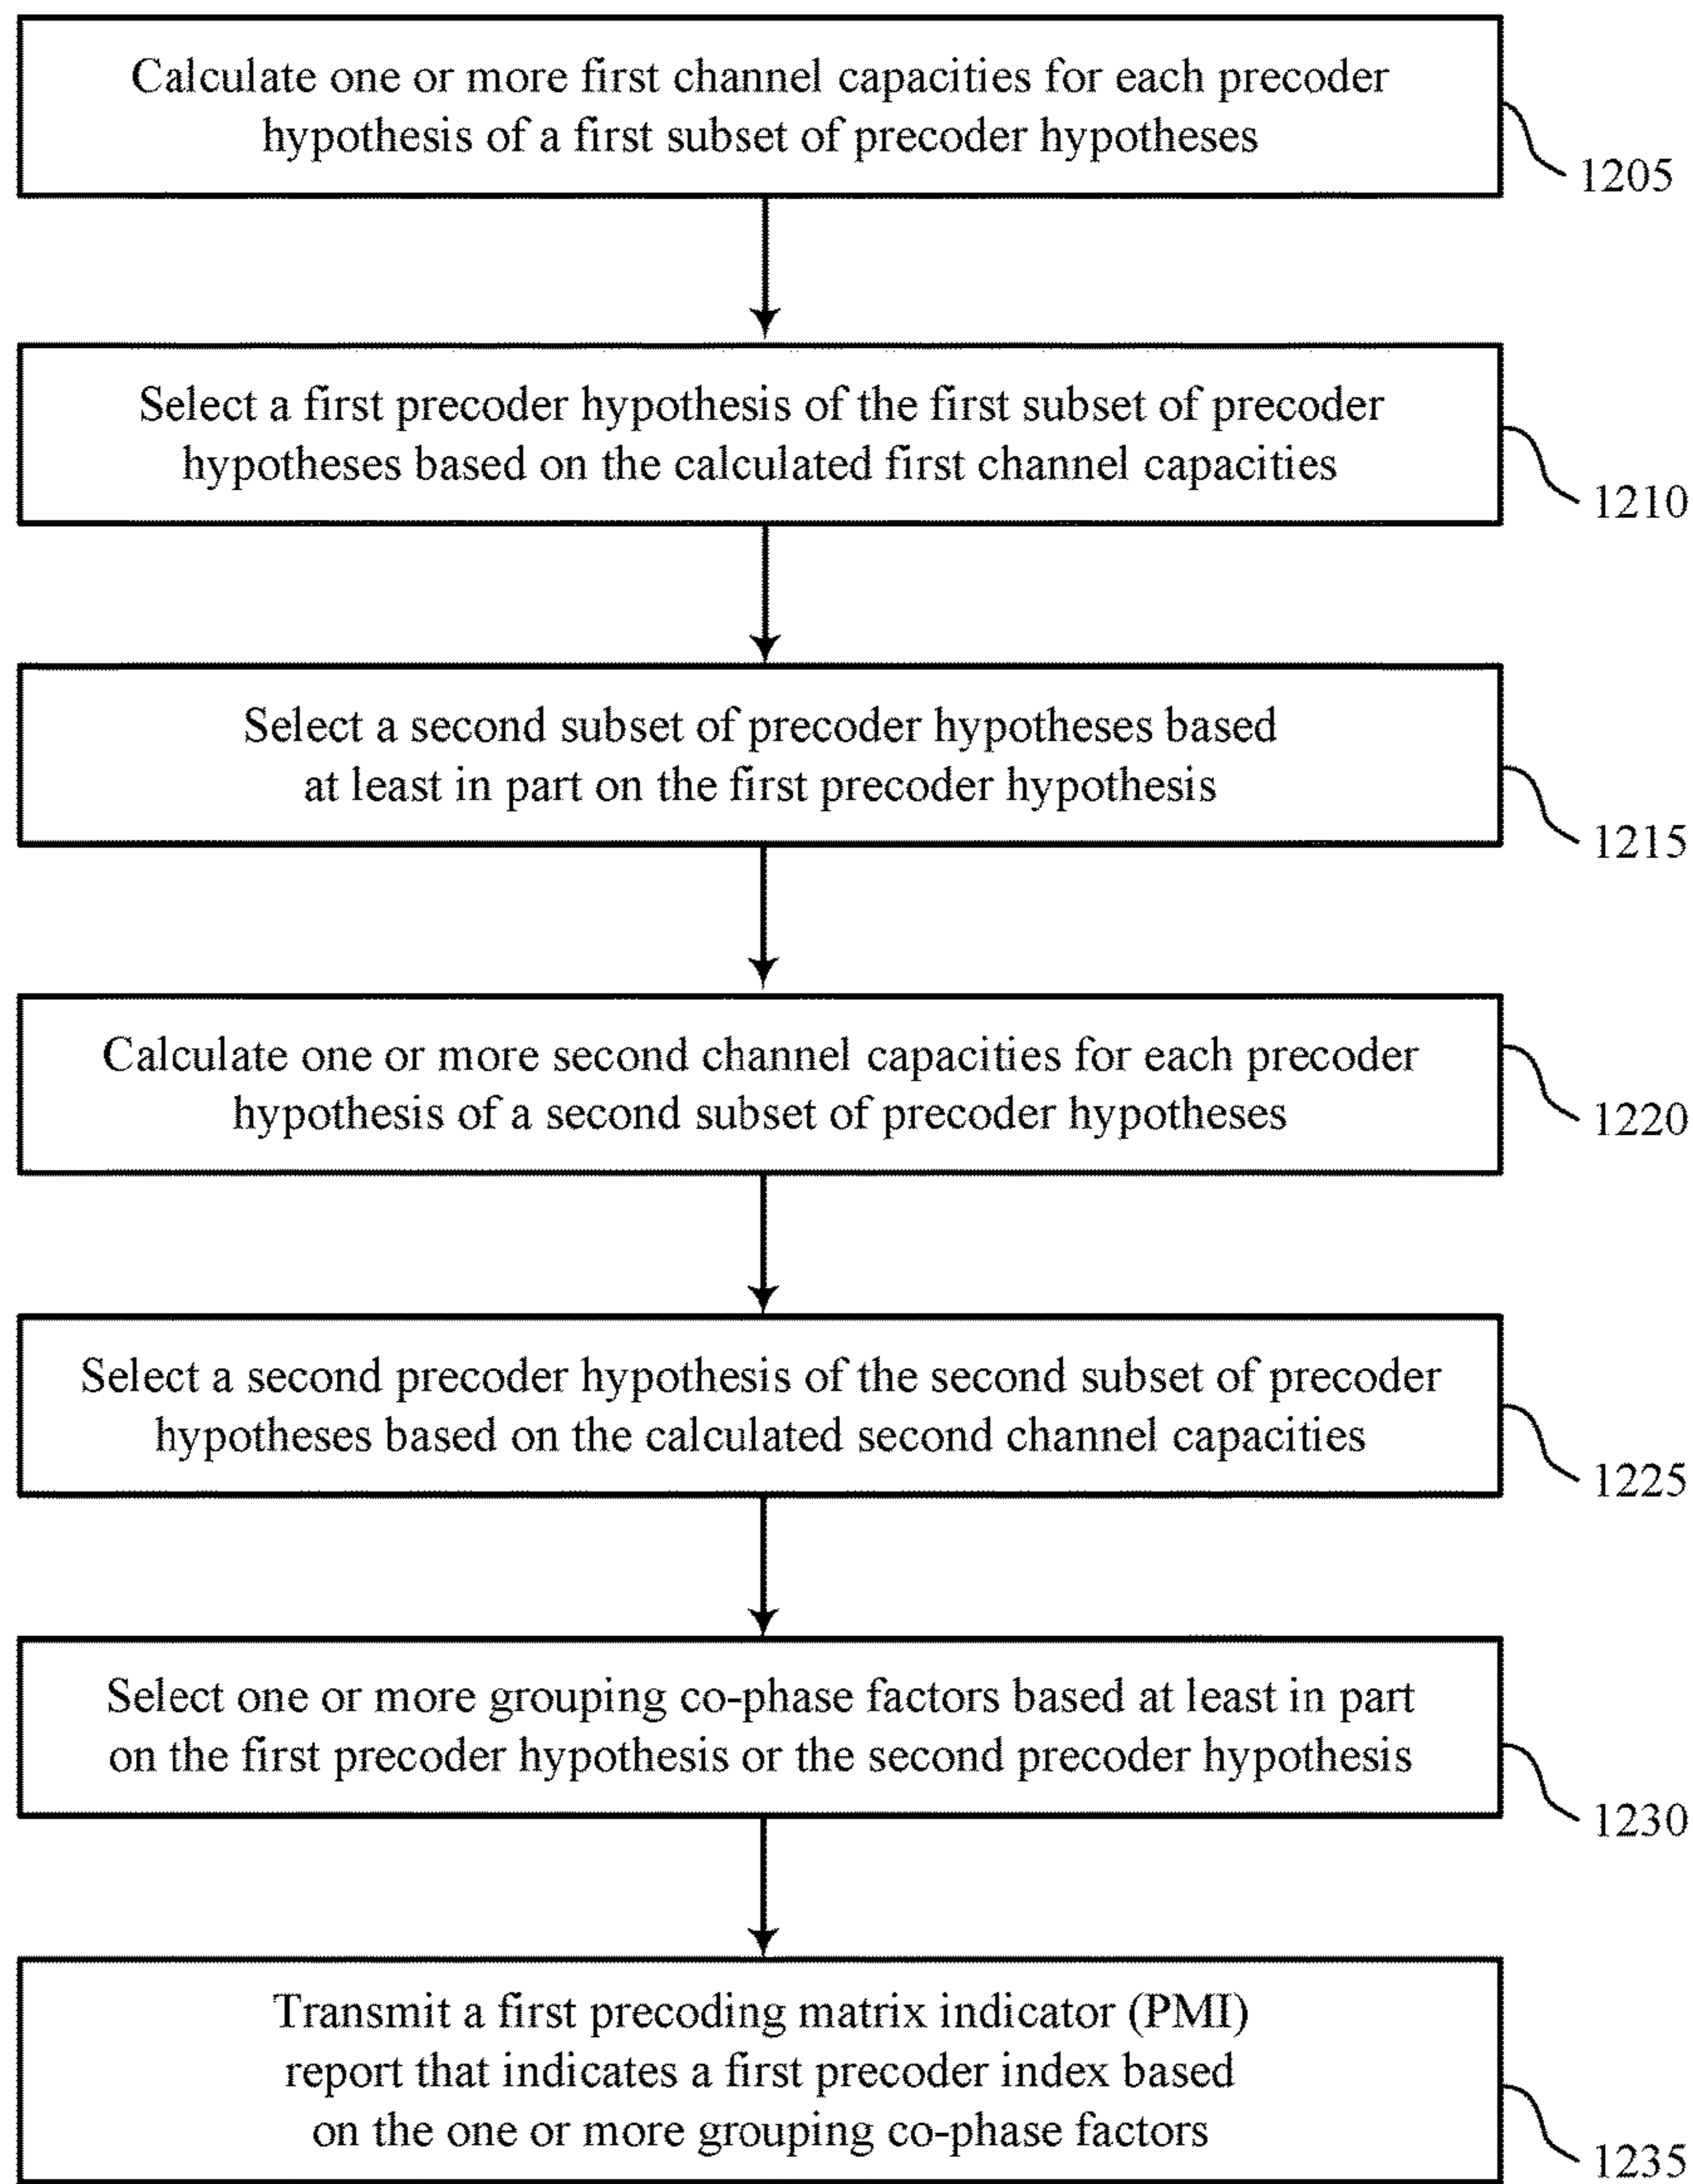 Calculate one or more first channel capacities for each precoder
hypothesis of a first subset of precoder hypotheses
1205
Select a first precoder hypothesis of the first subset of precoder
hypotheses based on the calculated first channel capacities
1210
Select a second subset of precoder hypotheses based
at least in part on the first precoder hypothesis
1215
Calculate one or more second channel capacities for each precoder
hypothesis of a second subset of precoder hypotheses
1220
Select a second precoder hypothesis of the second subset of precoder
hypotheses based on the calculated second channel capacities
1225
Select one or more grouping co-phase factors based at least in part
on the first precoder hypothesis or the second precoder hypothesis
1230
Transmit a first precoding matrix indicator (PMI)
report that indicates a first precoder index based
on the one or more grouping co-phase factors
1235